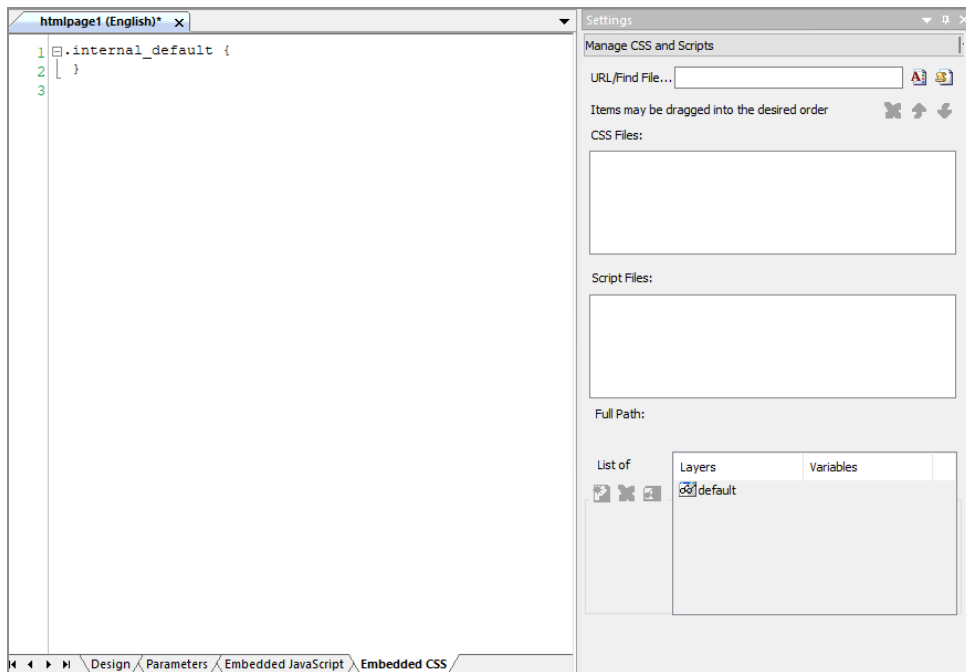 htmlpage1 (English)* x
1 .internal_default {
2 }
3
Design Parameters Embedded JavaScript Embedded CSS
Settings
Manage CSS and Scripts
URL/Find File...
Items may be dragged into the desired order
CSS Files:
Script Files:
Full Path:
List of
Layers Variables
default